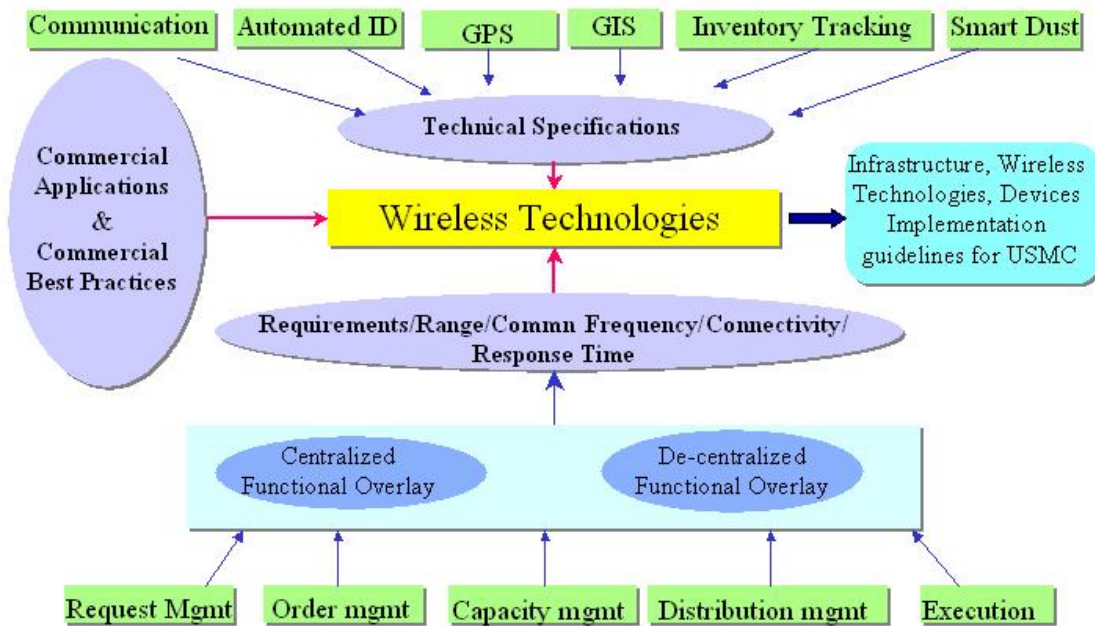 Communication
Automated ID
GPS
GIS
Inventory Tracking
Smart Dust
Technical Specifications
Commercial
Applications
&
Commercial
Best Practices
Wireless Technologies
Infrastructure, Wireless
Technologies, Devices
Implementation
guidelines for USMC
Requirements/Range/Commn Frequency/Connectivity/
Response Time
Centralized
Functional Overlay
De-centralized
Functional Overlay
Request Mgmt
Order mgmt
Capacity mgmt
Distribution mgmt
Execution